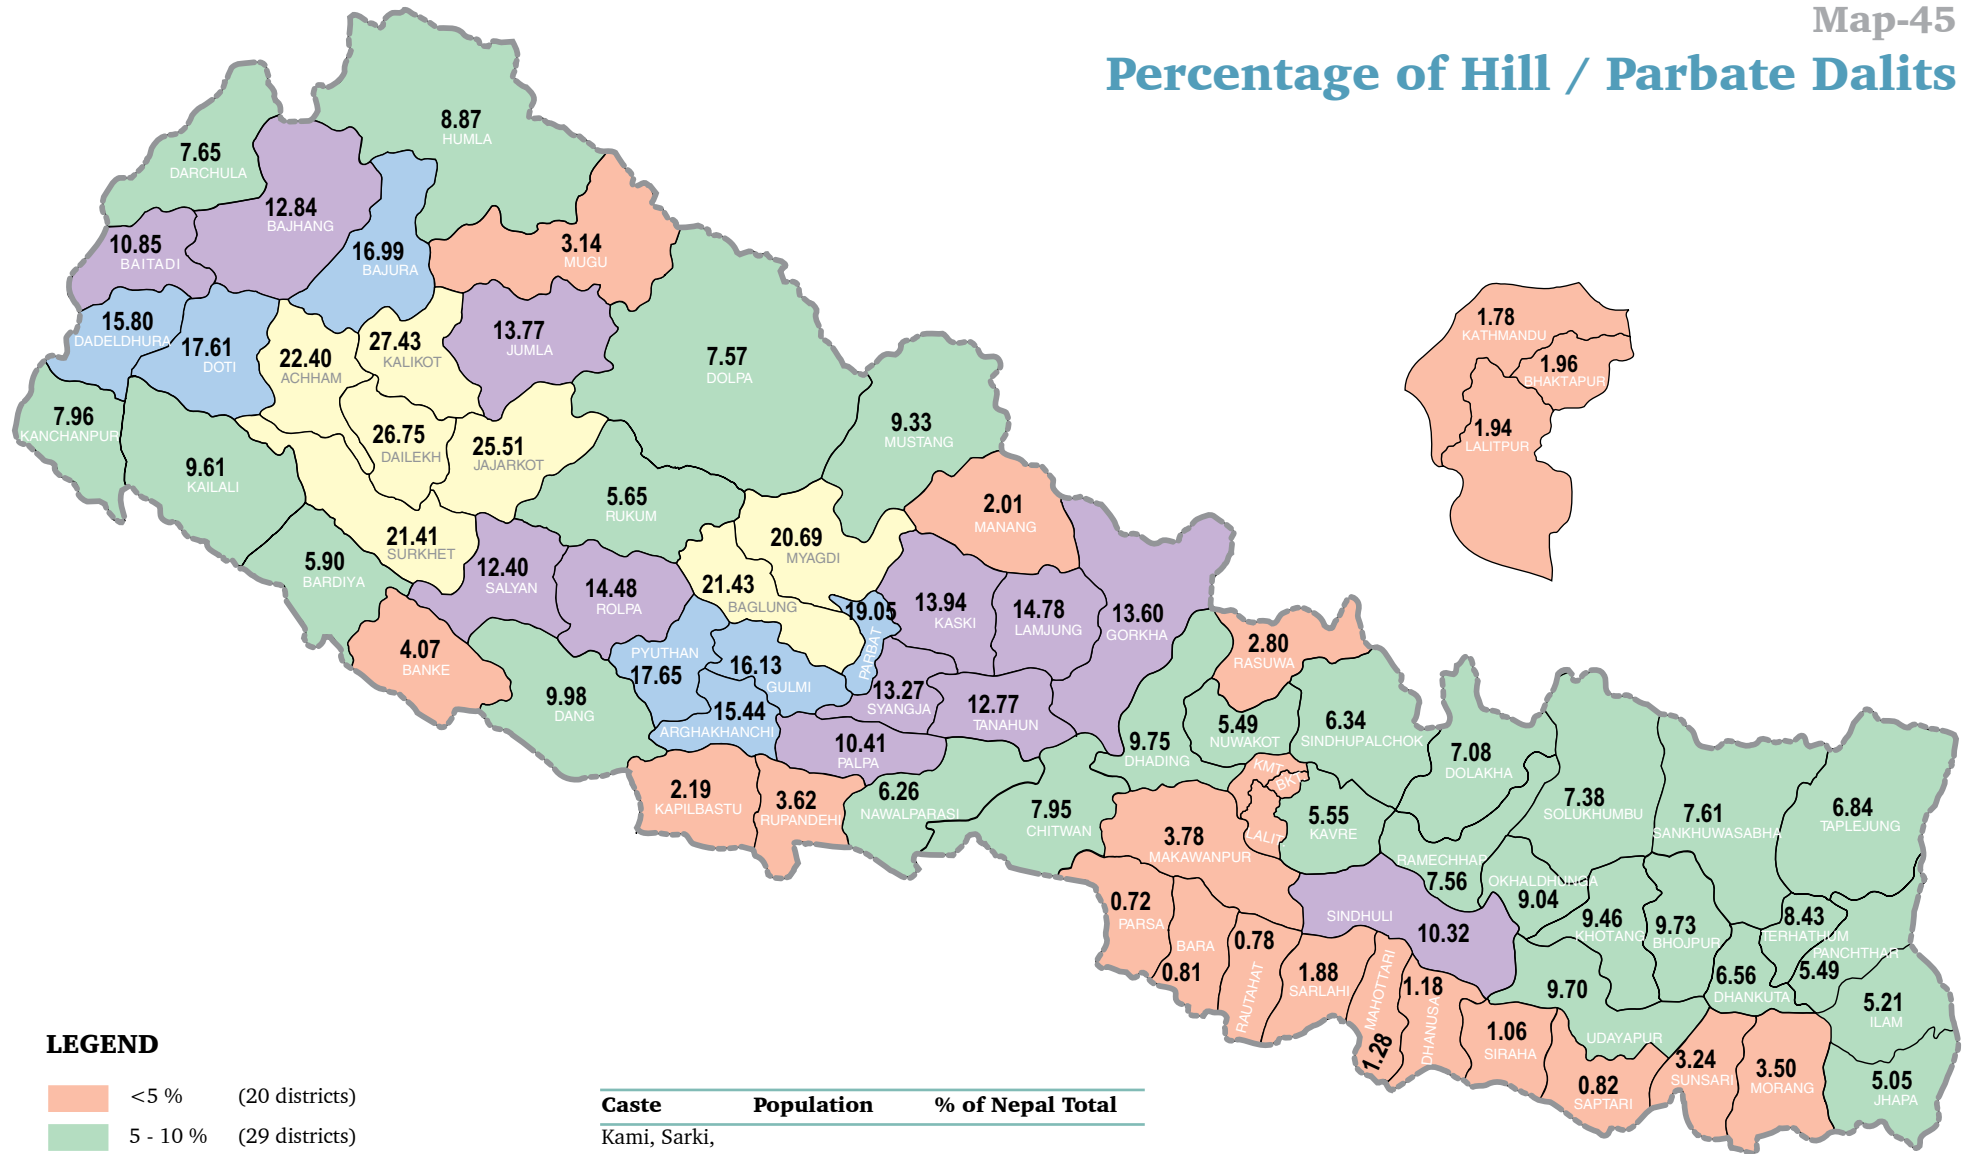 Map-45
Percentage of Hill / Parbate Dalits
8.87
HUMLA
7.65
DARCHULA
12.84
BAJHANG
10.85
BAITADI
16.99
BAJURA
3.14
MUGU
15.80
DADELDHURA
17.61
DOTI
22.40
ACHHAM
27.43
KALIKOT
13.77
JUMLA
7.57
DOLPA
1.78
KATHMANDU
1.96
BHAKTAPUR
1.94
LALITPUR
7.96
KANCHANPUR
9.61
KAILALI
26.75
DAILEKH
25.51
JAJARKOT
9.33
MUSTANG
5.65
RUKUM
2.01
MANANG
21.41
SURKHET
5.90
BARDIYA
12.40
SALYAN
14.48
ROLPA
20.69
MYAGDI
21.43
BAGLUNG
19.05
PARBAT
13.94
KASKI
14.78
LAMJUNG
13.60
GORKHA
4.07
BANKE
PYUTHAN
17.65
16.13
GULMI
13.27
SYANGJA
12.77
TANAHUN
2.80
RASUWA
9.98
DANG
15.44
ARGHAKHANCHI
10.41
PALPA
9.75
DHADING
5.49
NUWAKOT
6.34
SINDHUPALCHOK
7.08
DOLAKHA
2.19
KAPILBASTU
3.62
RUPANDEHI
6.26
NAWALPARASI
7.95
CHITWAN
KMT
BKT
LALIT
5.55
KAVRE
7.38
SOLUKHUMBU
7.61
SANKHUWASABHA
6.84
TAPLEJUNG
3.78
MAKAWANPUR
RAMECHHAP
7.56
OKHALDHUNGA
9.04
9.46
KHOTANG
9.73
BHOJPUR
8.43
TERHATHUM
PANCHTHAR
5.49
0.72
PARSA
BARA
0.81
0.78
RAUTAHAT
1.88
SARLAHI
SINDHULI
10.32
MAHOTTARI
1.28
1.18
DHANUSA
1.06
SIRAHA
9.70
UDAYAPUR
6.56
DHANKUTA
5.21
ILAM
0.82
SAPTARI
3.24
SUNSARI
3.50
MORANG
5.05
JHAPA
LEGEND
<5 % (20 districts)
5 - 10 % (29 districts)
Caste Population % of Nepal Total
Kami, Sarki,